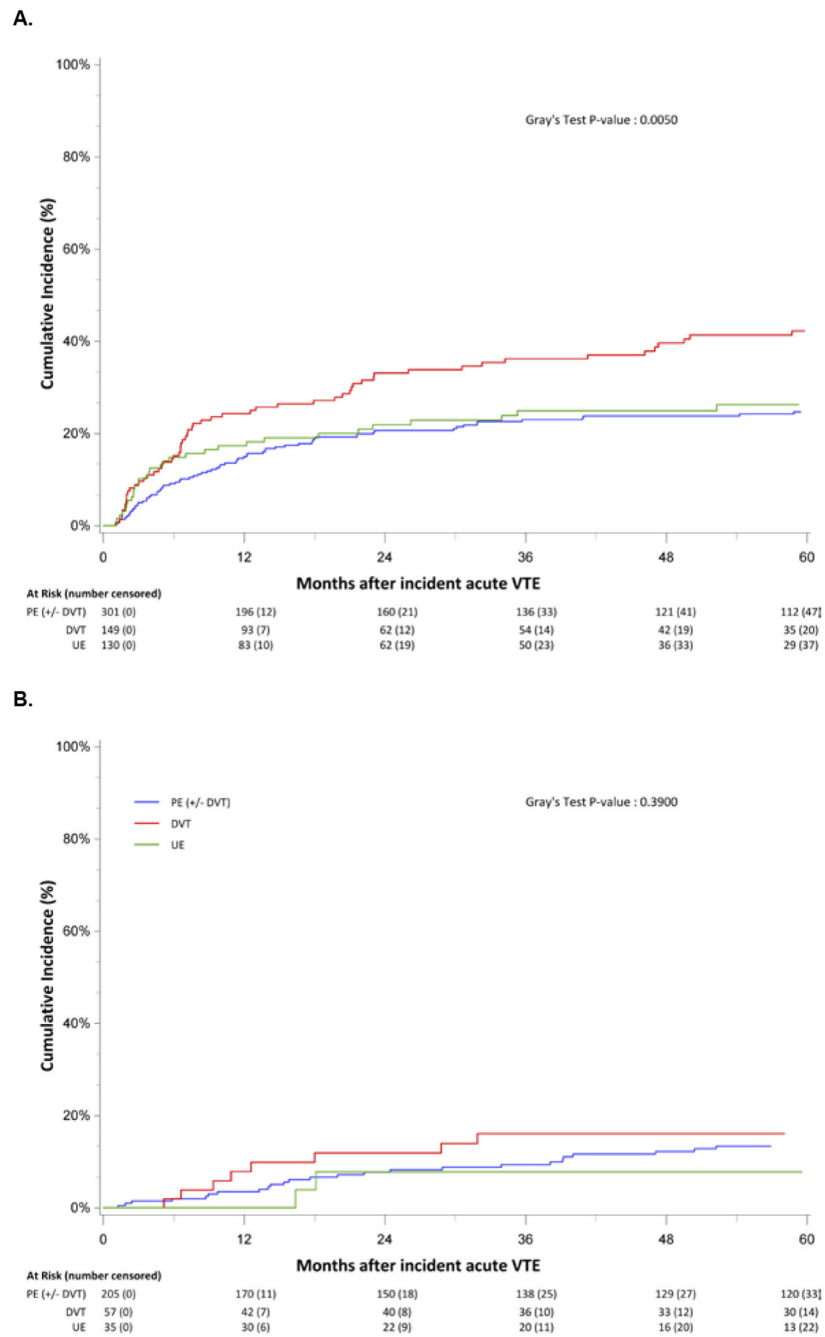 A.
100%
Gray's Test P-value : 0.0050
80%
60%
40%
20%
0%
Cumulative Incidence (%)
0 12 24 36 48 60
Months after incident acute VTE
At Risk (number censored)
PE (+/- DVT) 301 (0) 196 (12) 160 (21) 136 (33) 121 (41) 112 (47)
DVT 149 (0) 93 (7) 62 (12) 54 (14) 42 (19) 35 (20)
UE 130 (0) 83 (10) 62 (19) 50 (23) 36 (33) 29 (37)
B.
100%
PE (+/- DVT)
Gray's Test P-value : 0.3900
DVT
UE
80%
60%
40%
20%
0%
Cumulative Incidence (%)
0 12 24 36 48 60
Months after incident acute VTE
At Risk (number censored)
PE (+/- DVT) 205 (0) 170 (11) 150 (18) 138 (25) 129 (27) 120 (33)
DVT 57 (0) 42 (7) 40 (8) 36 (10) 33 (12) 30 (14)
UE 35 (0) 30 (6) 22 (9) 20 (11) 16 (20) 13 (22)